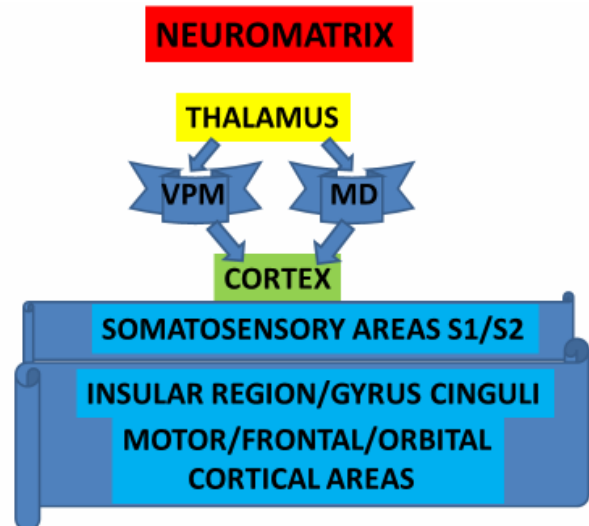 NEUROMATRIX
THALAMUS
VPM MD
CORTEX
SOMATOSENSORY AREAS S1/S2
INSULAR REGION/GYRUS CINGULI
MOTOR/FRONTAL/ORBITAL
CORTICAL AREAS